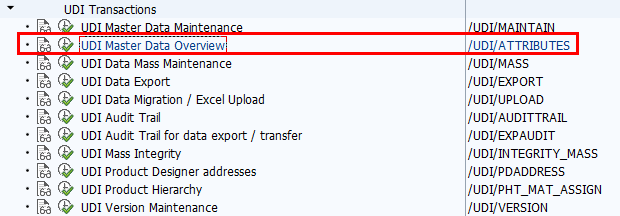 UDI Transactions
UDI Master Data Maintenance /UDI/MAINTAIN
UDI Master Data Overview /UDI/ATTRIBUTES
UDI Data Mass Maintenance /UDI/MASS
UDI Data Export /UDI/EXPORT
UDI Data Migration / Excel Upload /UDI/UPLOAD
UDI Audit Trail /UDI/AUDITTRAIL
UDI Audit Trail for data export / transfer /UDI/EXPAUDIT
UDI Mass Integrity /UDI/INTEGRITY_MASS
UDI Product Designer addresses /UDI/PDADDRESS
UDI Product Hierarchy /UDI/PHT_MAT_ASSIGN
UDI Version Maintenance /UDI/VERSION